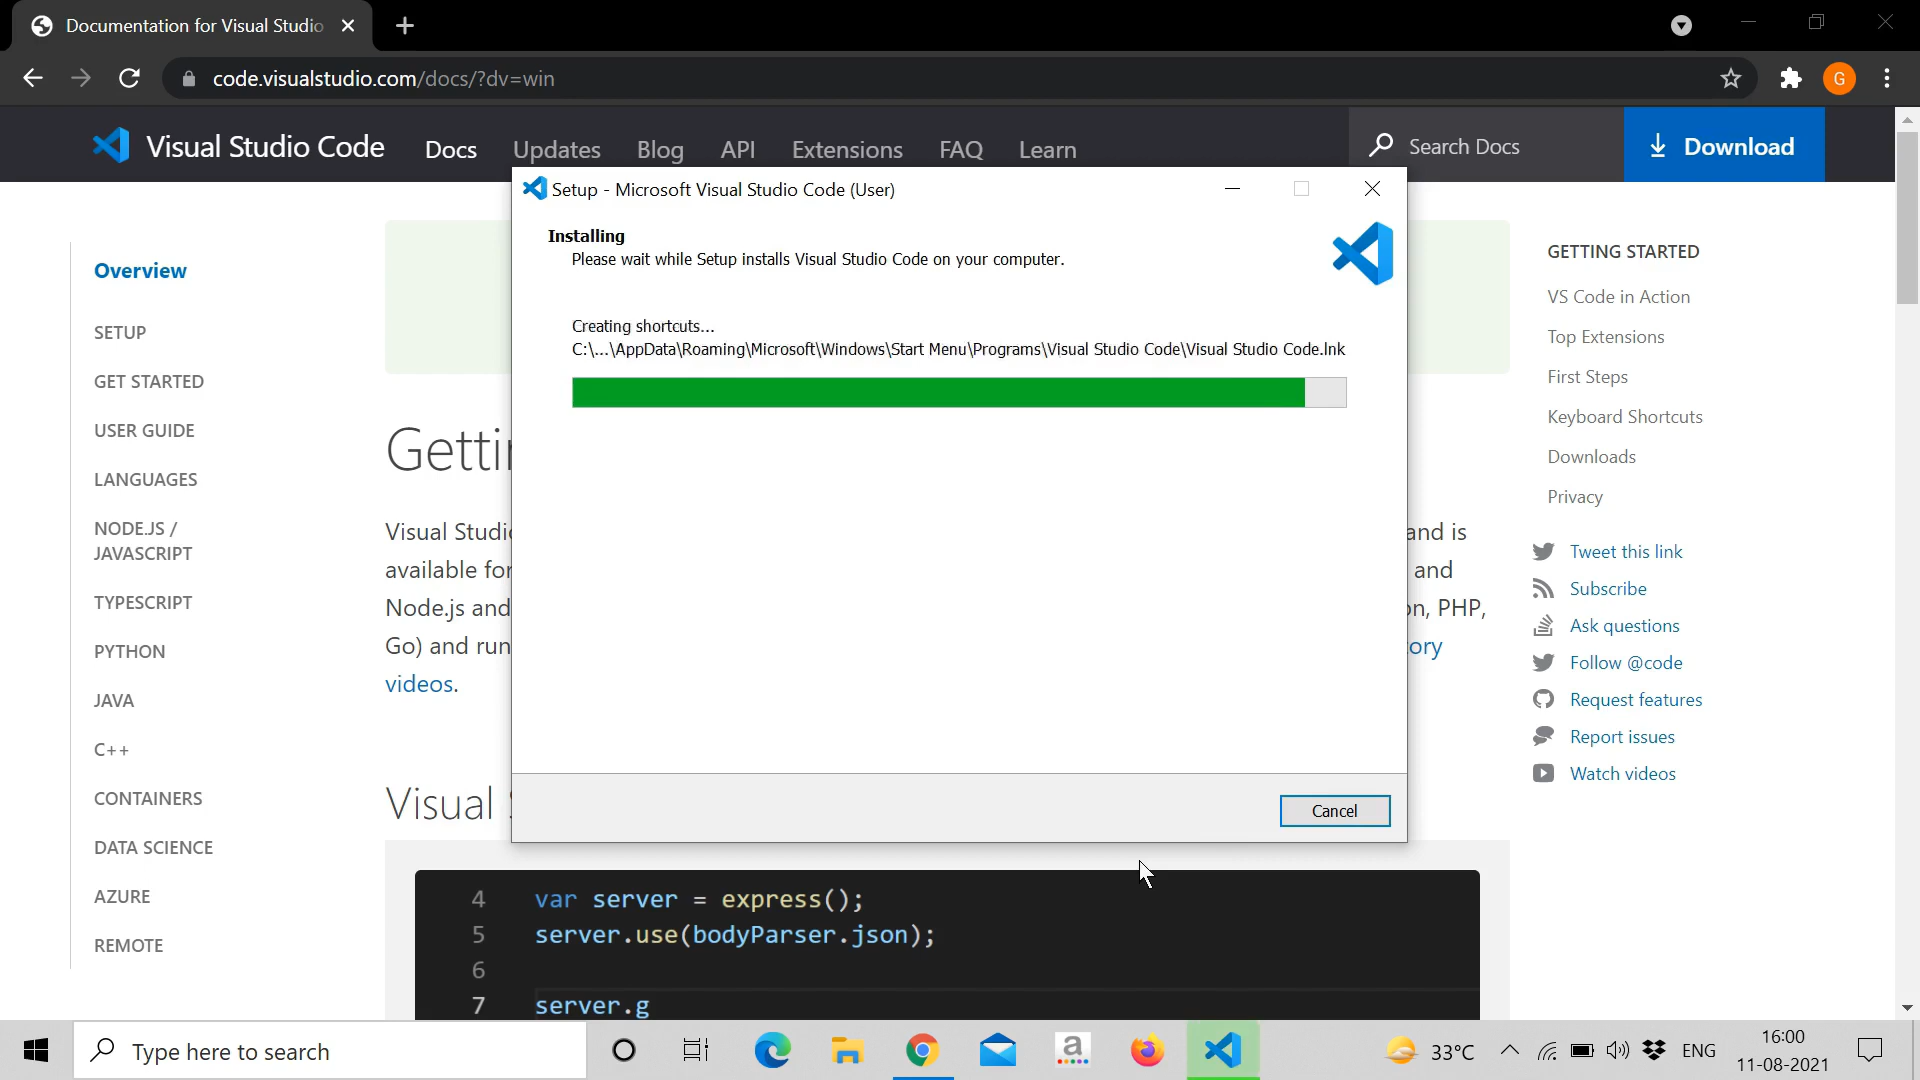 Documentation for Visual Studio
code.visualstudio.com/docs/?dv=win
G
Visual Studio Code
Docs
Updates
Blog
API
Extensions
FAQ
Learn
Search Docs
Download
Setup - Microsoft Visual Studio Code (User)
Installing
Please wait while Setup installs Visual Studio Code on your computer.
Creating shortcuts...
C:\...\AppData\Roaming\Microsoft\Windows\Start Menu\Programs\Visual Studio Code\Visual Studio Code.lnk
Cancel
Overview
SETUP
GET STARTED
USER GUIDE
LANGUAGES
NODE.JS /
JAVASCRIPT
TYPESCRIPT
PYTHON
JAVA
C++
CONTAINERS
DATA SCIENCE
AZURE
REMOTE
Visual
available for
and
Node.js and
PHP,
Go) and
videos.
and is
Visual
4 var server = express();
5 server.use(bodyParser.json);
6
7 server.g
GETTING STARTED
VS Code in Action
Top Extensions
First Steps
Keyboard Shortcuts
Downloads
Privacy
Tweet this link
Subscribe
Ask questions
Follow @code
Request features
Report issues
Watch videos
Type here to search
a
33°C
ENG
16:00
11-08-2021